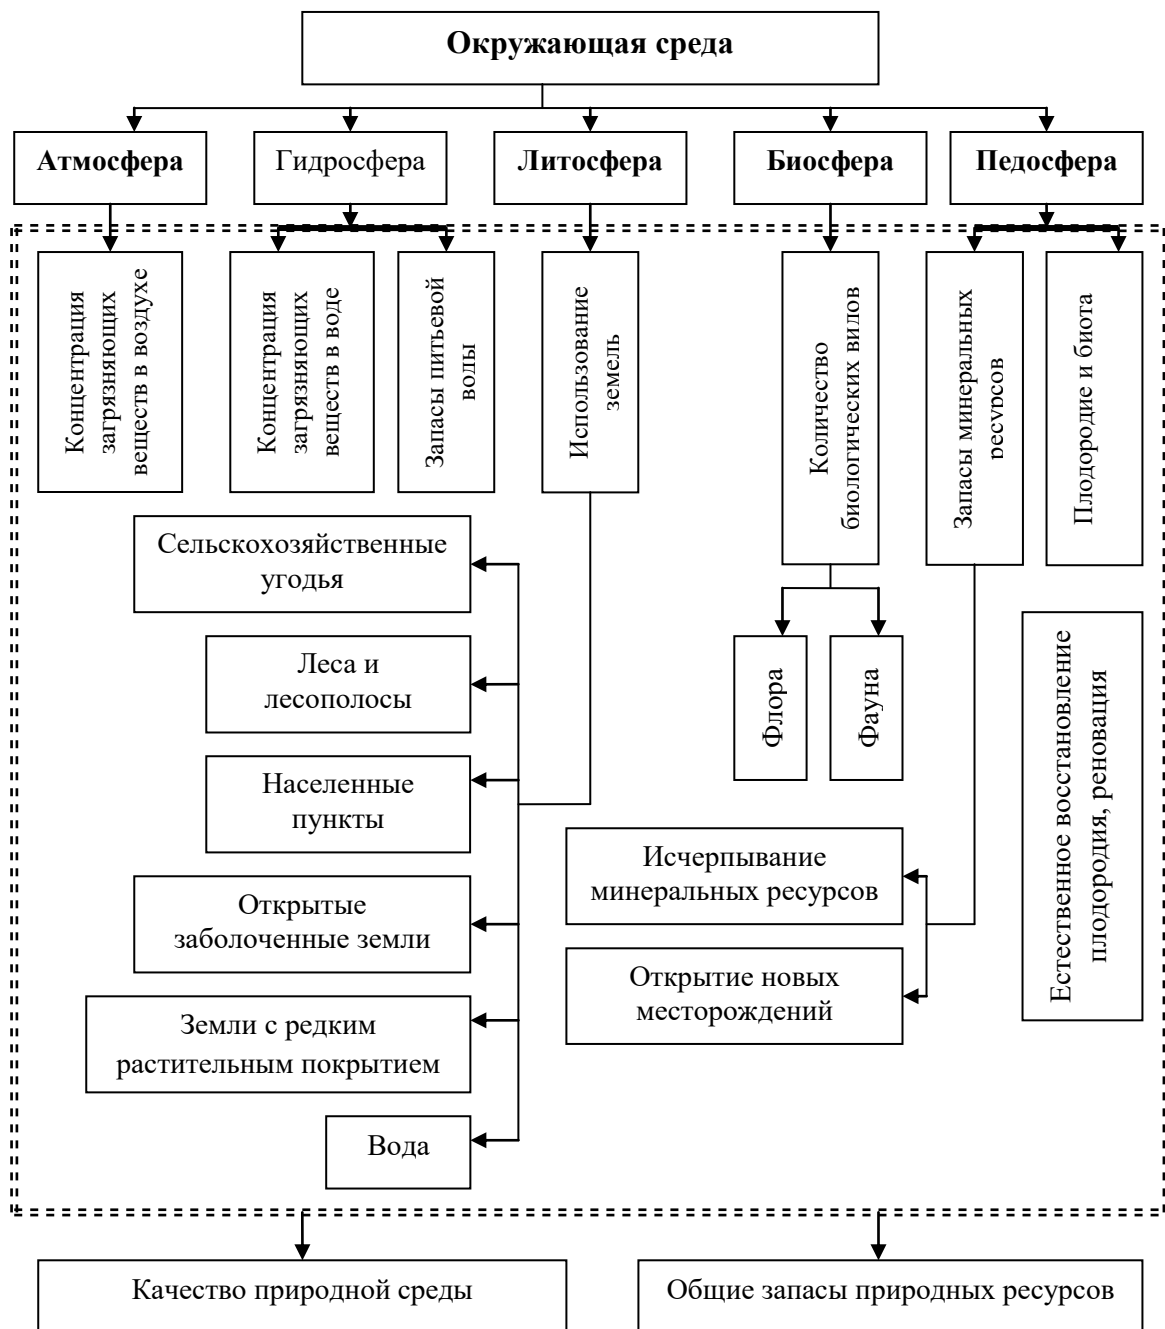 Окружающая среда
Атмосфера
Гидросфера
Литосфера
Биосфера
Педосфера
Концентрация
загрязняющих
веществ в воздухе
Концентрация
загрязняющих
веществ в воде
Запасы питьевой
воды
Использование
земель
Количество
биологических видов
Запасы минеральных
ресурсов
Плодородие и биота
Сельскохозяйственные
угодья
Леса и
лесополосы
Населенные
пункты
Открытые
заболоченные земли
Земли с редким
растительным покрытием
Вода
Флора
Фауна
Исчерпывание
минеральных ресурсов
Открытие новых
месторождений
Естественное восстановление
плодородия, реновация
Качество природной среды
Общие запасы природных ресурсов